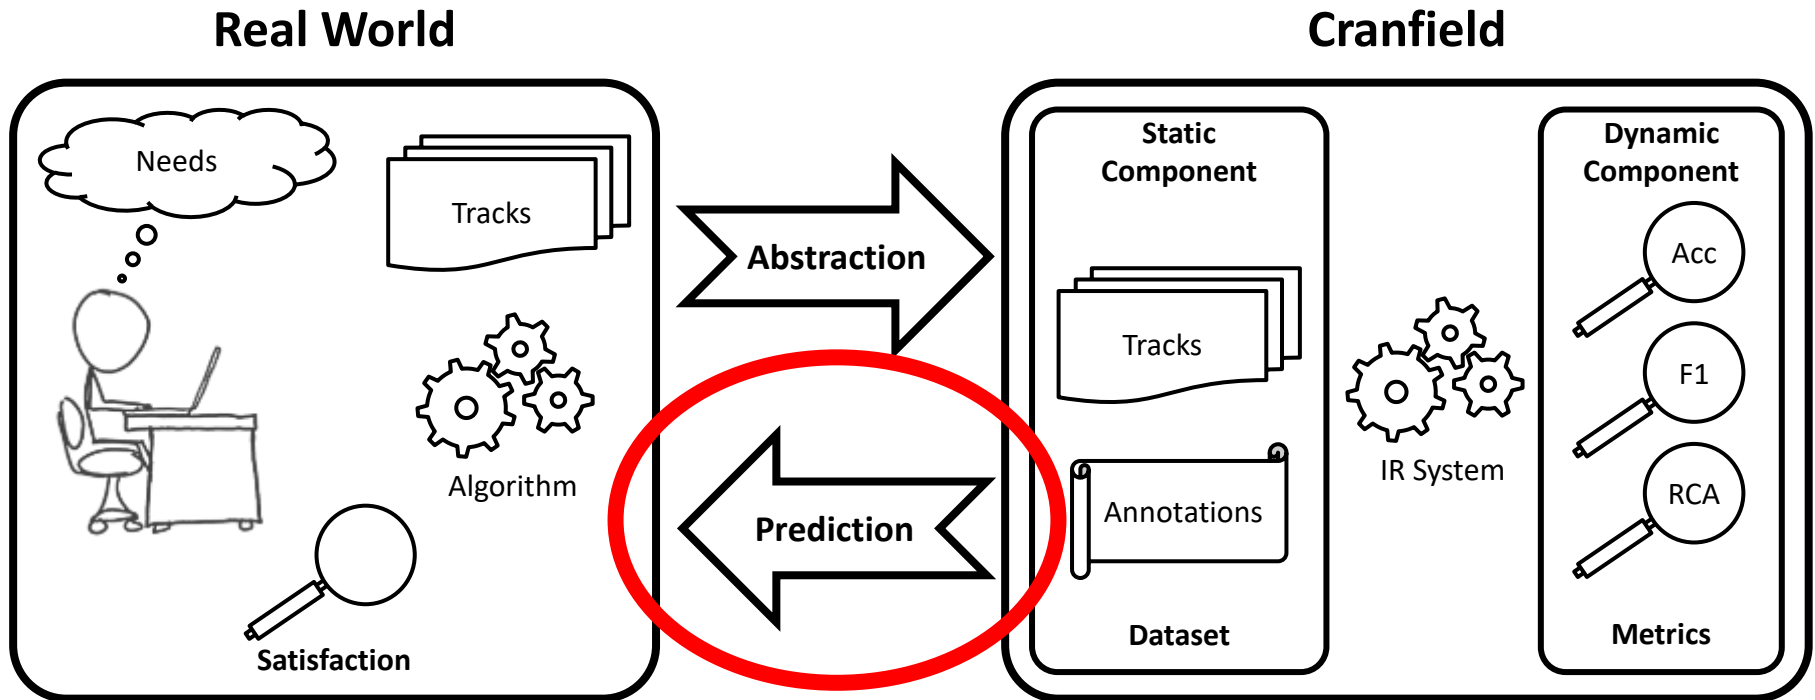 Real World
Needs
Tracks
Algorithm
Satisfaction
Abstraction
Prediction
Cranfield
Static
Component
Tracks
Annotations
Dataset
IR System
Dynamic
Component
Acc
F1
RCA
Metrics